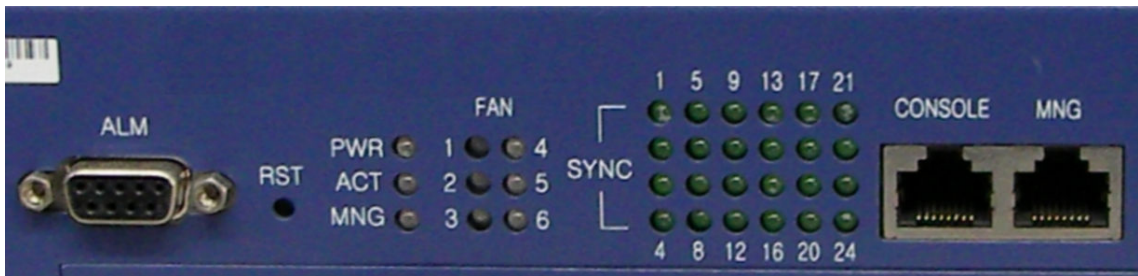 ALM
RST
PWR
ACT
MNG
FAN
1 4
2 5
3 6
SYNC
1 5 9 13 17 21
4 8 12 16 20 24
CONSOLE MNG